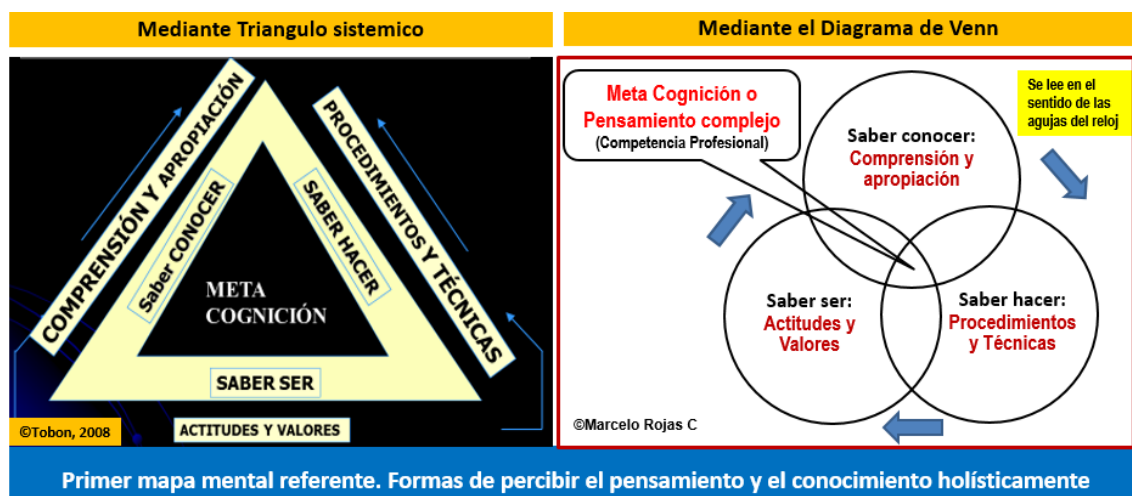 Mediante Triangulo sistemico
COMPRENSIÓN Y APROPIACIÓN
PROCEDIMIENTOS Y TÉCNICAS
Saber CONOCER
SABER HACER
META
COGNICIÓN
SABER SER
ACTITUDES Y VALORES
©Tobon, 2008
Mediante el Diagrama de Venn
Meta Cognición o
Pensamiento complejo
(Competencia Profesional)
Se lee en el
sentido de las
agujas del reloj
Saber conocer:
Comprensión y
apropiación
Saber ser:
Actitudes y
Valores
Saber hacer:
Procedimientos
y Técnicas
©Marcelo Rojas C
Primer mapa mental referente. Formas de percibir el pensamiento y el conocimiento holísticamente